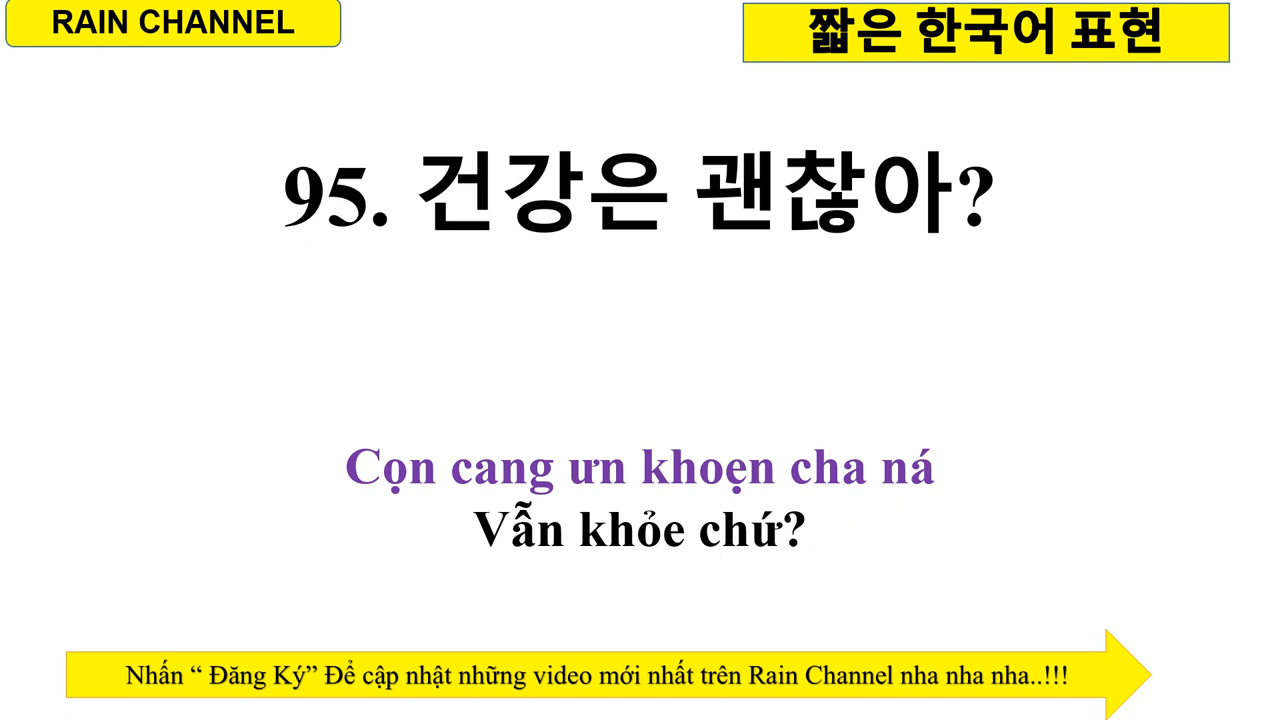 RAIN CHANNEL
짧은 한국어 표현
95. 건강은 괜찮아?
Cọn cang ưn khoẹn cha ná
Vẫn khỏe chứ?
Nhấn “ Đăng Ký” Để cập nhật những video mới nhất trên Rain Channel nha nha nha..!!!